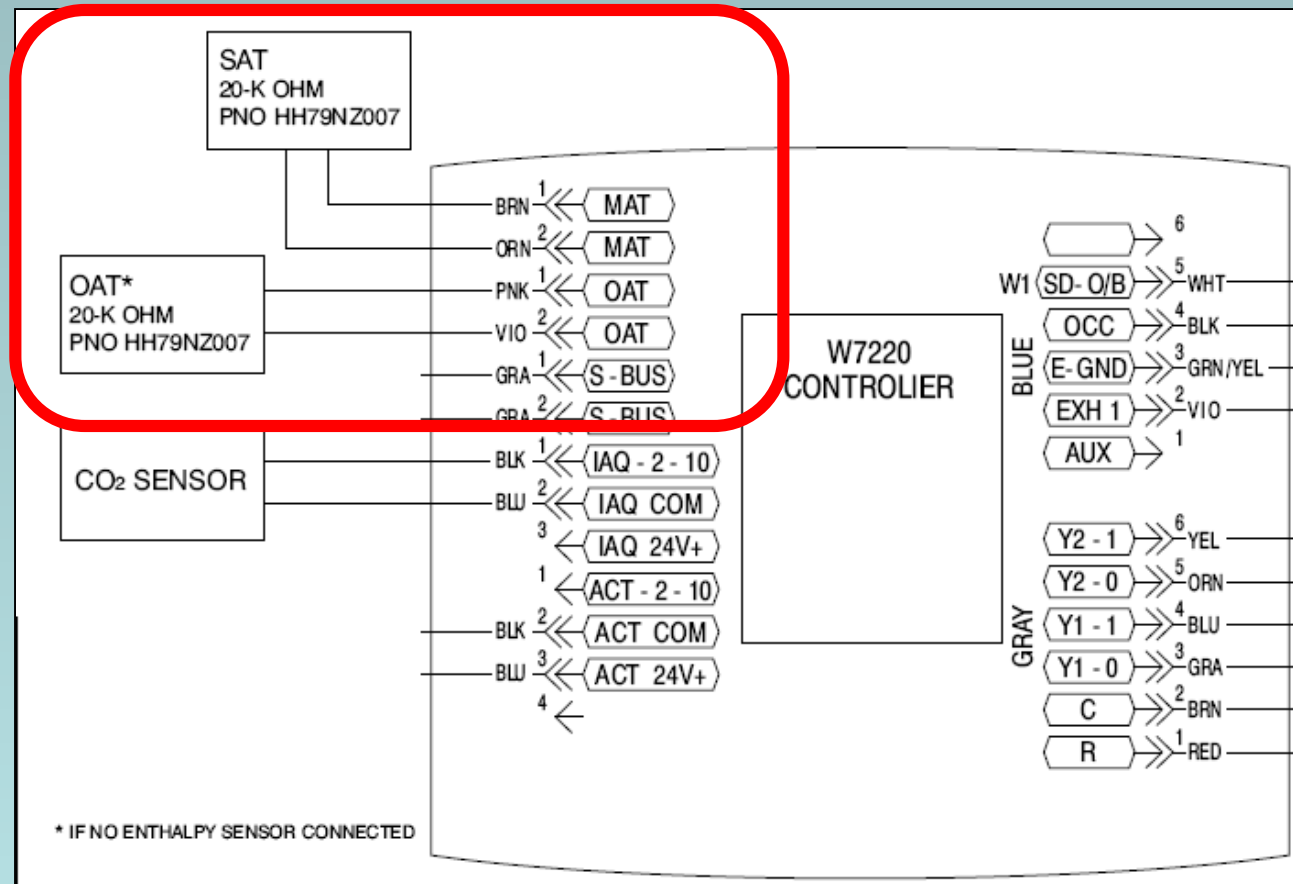 SAT
20-K OHM
PNO HH79NZ007
OAT*
20-K OHM
PNO HH79NZ007
CO₂ SENSOR
BRN 1 MAT
ORN 2 MAT
PNK 1 OAT
VIO 2 OAT
GRA 1 S-BUS
GRA 2 S-BUS
BLK 1 IAQ - 2 - 10
BLU 2 IAQ COM
3 IAQ 24V+
1 ACT - 2 - 10
BLK 2 ACT COM
BLU 3 ACT 24V+
4
W7220
CONTROLIER
BLUE
6
W1 SD- O/B 5 WHT
OCC 4 BLK
E- GND 3 GRN/YEL
EXH 1 2 VIO
AUX 1
GRAY
Y2 - 1 6 YEL
Y2 - 0 5 ORN
Y1 - 1 4 BLU
Y1 - 0 3 GRA
C 2 BRN
R 1 RED
* IF NO ENTHALPY SENSOR CONNECTED